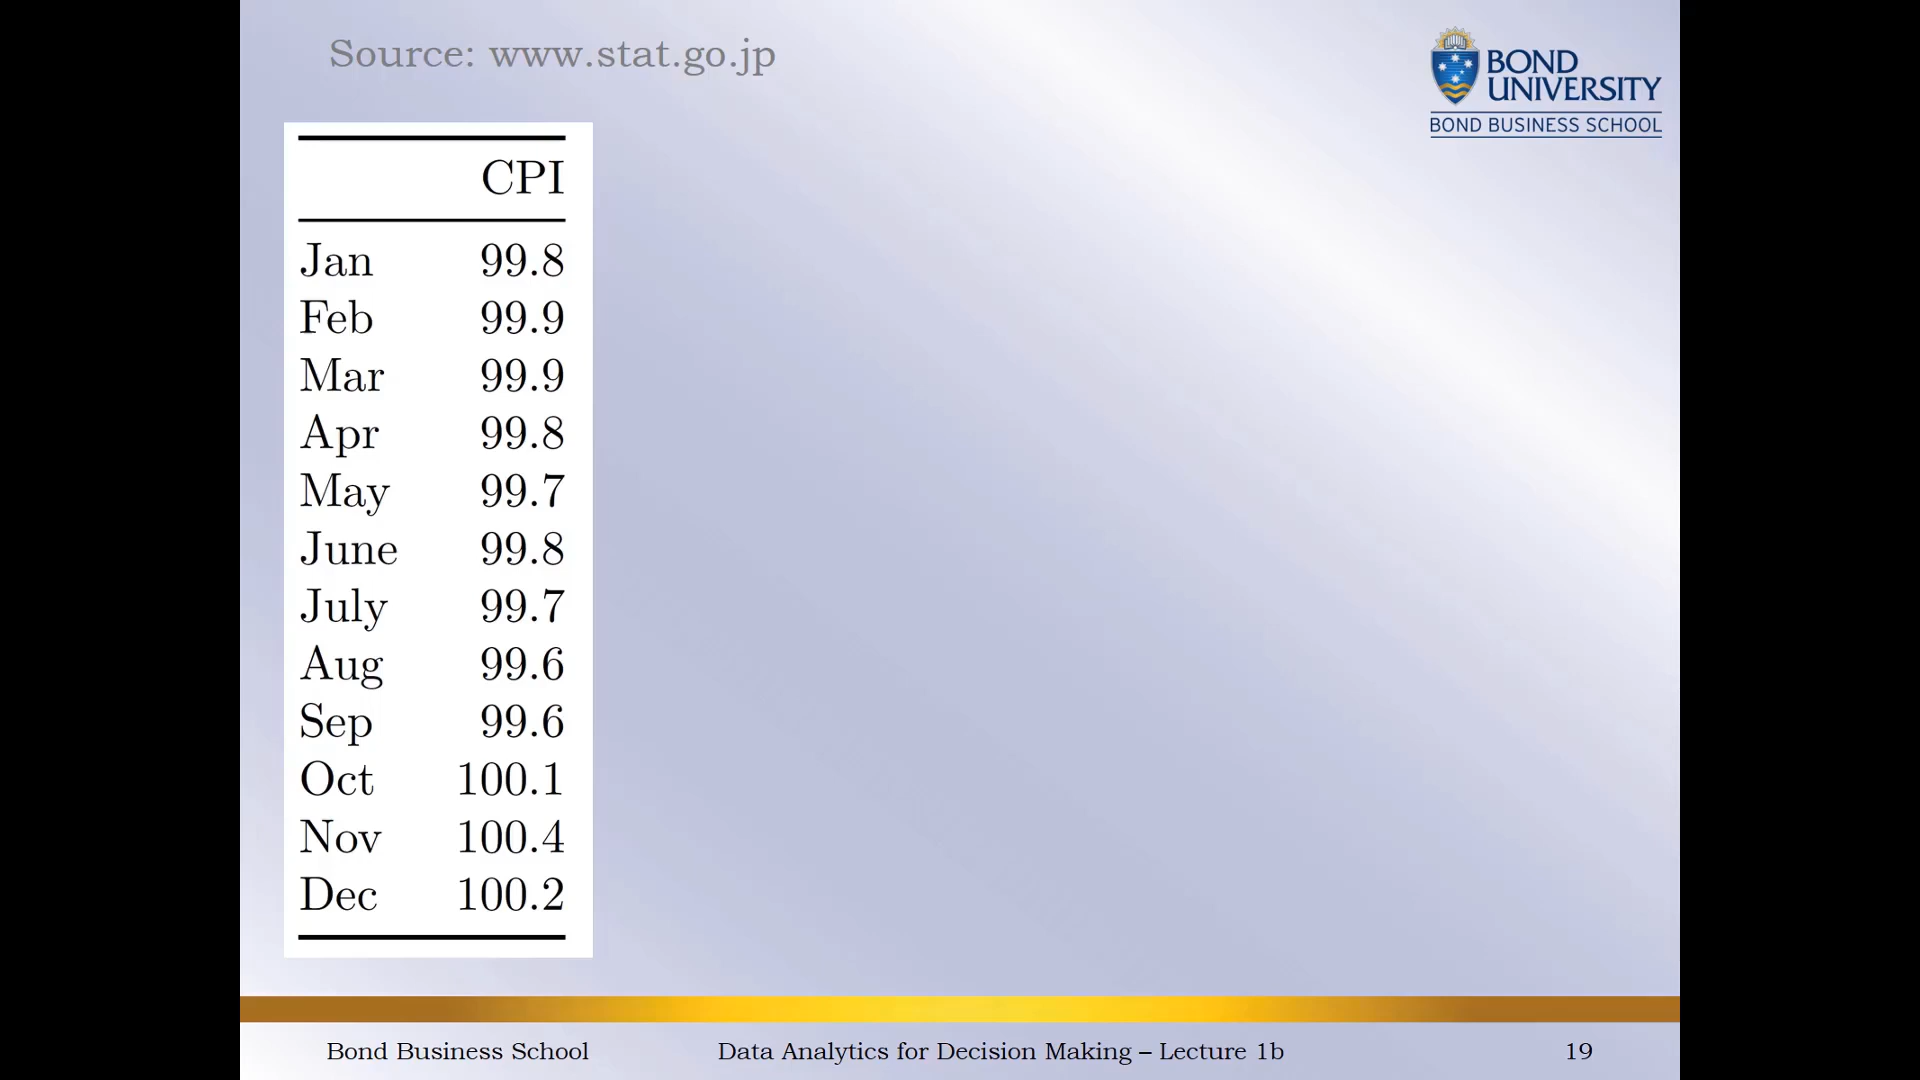 Source: www.stat.go.jp
BOND
UNIVERSITY
BOND BUSINESS SCHOOL
CPI
Jan 99.8
Feb 99.9
Mar 99.9
Apr 99.8
May 99.7
June 99.8
July 99.7
Aug 99.6
Sep 99.6
Oct 100.1
Nov 100.4
Dec 100.2
Bond Business School Data Analytics for Decision Making – Lecture 1b 19